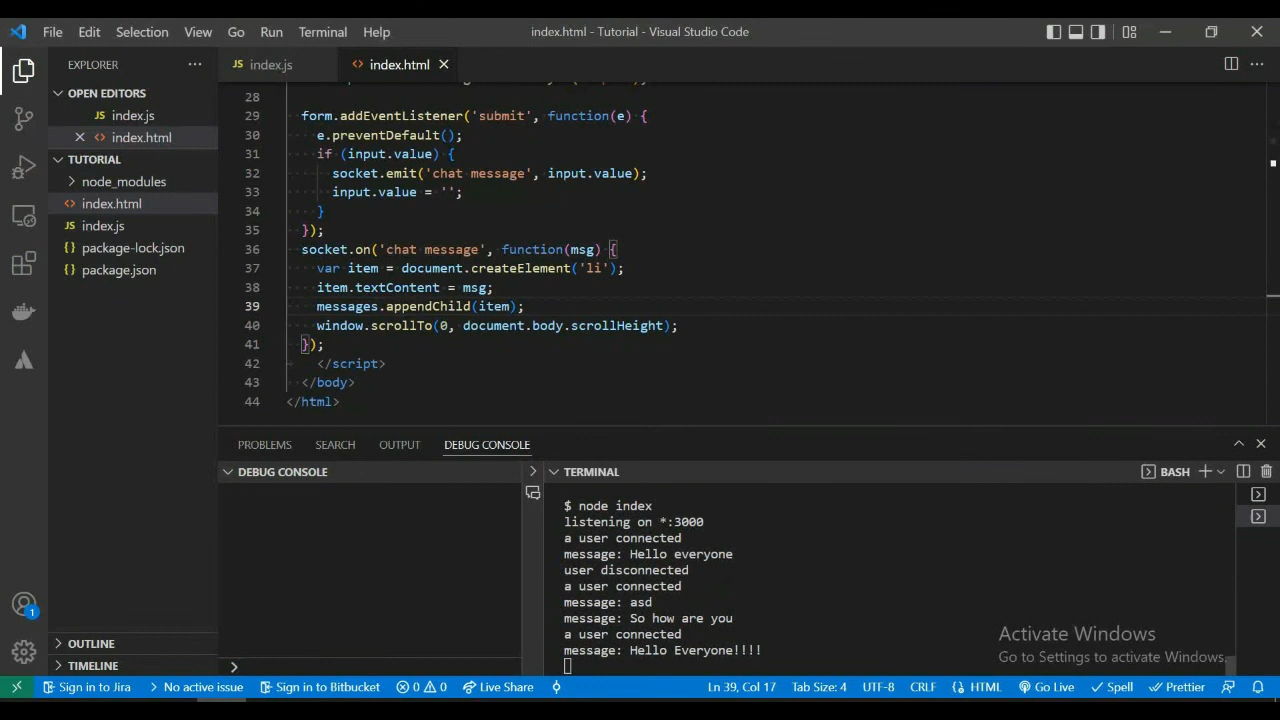 File Edit Selection View Go Run Terminal Help index.html - Tutorial - Visual Studio Code
EXPLORER
OPEN EDITORS
JS index.js
index.html
TUTORIAL
node_modules
index.html
JS index.js
{} package-lock.json
{} package.json
OUTLINE
TIMELINE
JS index.js
index.html
28
29 form.addEventListener('submit', function(e) {
30 e.preventDefault();
31 if (input.value) {
32 socket.emit('chat message', input.value);
33 input.value = '';
34 }
35 });
36 socket.on('chat message', function(msg) {
37 var item = document.createElement('li');
38 item.textContent = msg;
39 messages.appendChild(item);
40 window.scrollTo(0, document.body.scrollHeight);
41 });
42 </script>
43 </body>
44 </html>
PROBLEMS SEARCH OUTPUT DEBUG CONSOLE
DEBUG CONSOLE
TERMINAL
BASH
$ node index
listening on *:3000
a user connected
message: Hello everyone
user disconnected
a user connected
message: asd
message: So how are you
a user connected
message: Hello Everyone!!!!
Activate Windows
Go to Settings to activate Windows.
1
Sign in to Jira No active issue Sign in to Bitbucket 0 0 Live Share Ln 39, Col 17 Tab Size: 4 UTF-8 CRLF HTML Go Live Spell Prettier